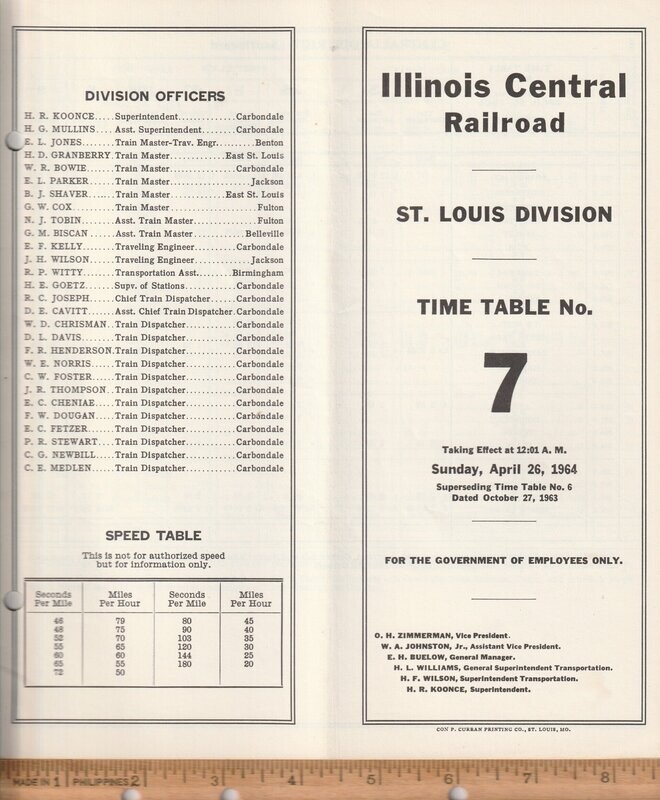 DIVISION OFFICERS
H. R. KOONCE.....Superintendent.............Carbondale
H. G. MULLINS....Asst. Superintendent........Carbondale
E. L. JONES.......Train Master-Trav. Engr..........Benton
H. D. GRANBERRY.Train Master.............East St. Louis
W. R. BOWIE.......Train Master................Carbondale
E. L. PARKER......Train Master...................Jackson
B. J. SHAVER......Train Master.............East St. Louis
G. W. COX.........Train Master.....................Fulton
N. J. TOBIN........Asst. Train Master................Fulton
G. M. BISCAN......Asst. Train Master.............Belleville
E. F. KELLY........Traveling Engineer..........Carbondale
J. H. WILSON......Traveling Engineer.............Jackson
R. P. WITTY........Transportation Asst........Birmingham
H. E. GOETZ.......Supv. of Stations............Carbondale
R. C. JOSEPH......Chief Train Dispatcher......Carbondale
D. E. CAVITT......Asst. Chief Train Dispatcher.Carbondale
W. D. CHRISMAN..Train Dispatcher............Carbondale
D. L. DAVIS........Train Dispatcher............Carbondale
F. R. HENDERSON.Train Dispatcher............Carbondale
W. E. NORRIS......Train Dispatcher............Carbondale
C. W. FOSTER.....Train Dispatcher............Carbondale
J. R. THOMPSON..Train Dispatcher............Carbondale
E. C. CHENIAE....Train Dispatcher............Carbondale
F. W. DOUGAN....Train Dispatcher............Carbondale
E. C. FETZER......Train Dispatcher............Carbondale
P. R. STEWART....Train Dispatcher............Carbondale
C. G. NEWBILL....Train Dispatcher............Carbondale
C. E. MEDLEN.....Train Dispatcher............Carbondale
SPEED TABLE
This is not for authorized speed
but for information only.
Seconds Per Mile Miles Per Hour Seconds Per Mile Miles Per Hour
46 79 80 45
48 75 90 40
52 70 103 35
55 65 120 30
60 60 144 25
65 55 180 20
72 50
Illinois Central
Railroad
ST. LOUIS DIVISION
TIME TABLE No.
7
Taking Effect at 12:01 A. M.
Sunday, April 26, 1964
Superseding Time Table No. 6
Dated October 27, 1963
FOR THE GOVERNMENT OF EMPLOYEES ONLY.
O. H. ZIMMERMAN, Vice President.
W. A. JOHNSTON, Jr., Assistant Vice President.
E. H. BUELOW, General Manager.
H. L. WILLIAMS, General Superintendent Transportation.
H. F. WILSON, Superintendent Transportation.
H. R. KOONCE, Superintendent.
CON P. CURRAN PRINTING CO., ST. LOUIS, MO.
MADE IN 1 PHILIPPINES 2 3 4 5 6 7 8